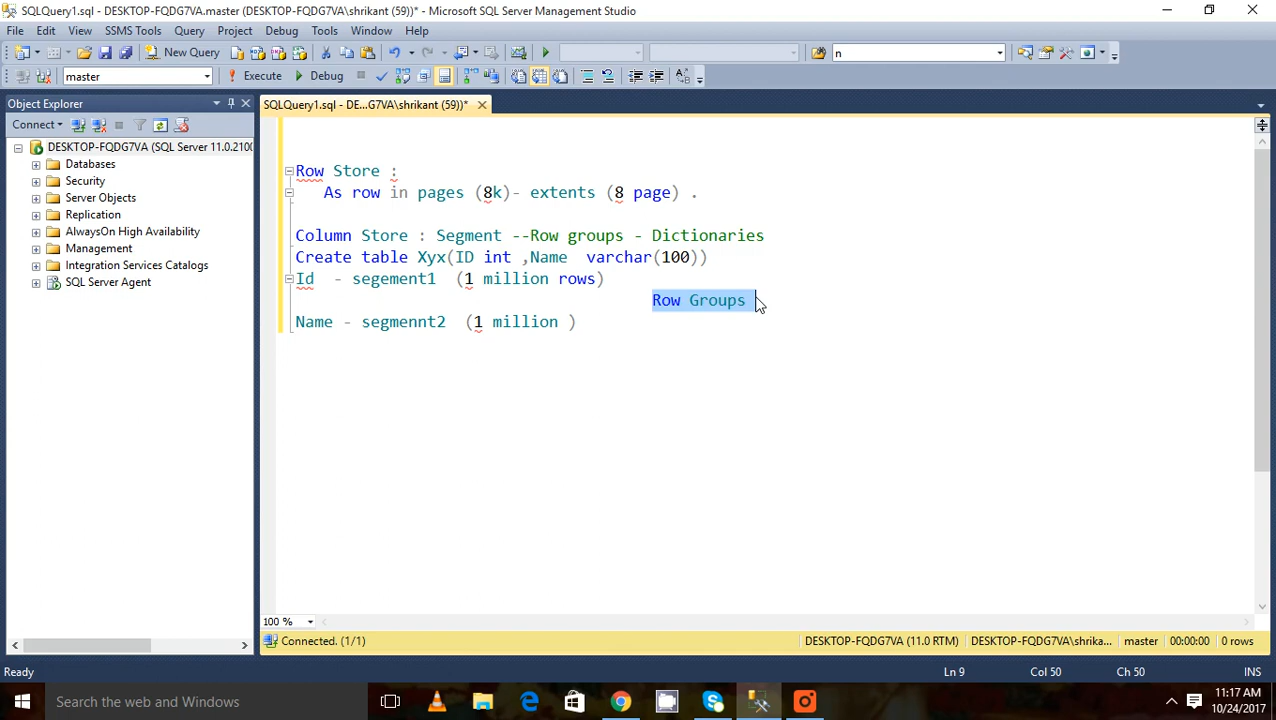 SQLQuery1.sql - DESKTOP-FQDG7VA.master (DESKTOP-FQDG7VA\shrikant (59))* - Microsoft SQL Server Management Studio
File Edit View SSMS Tools Query Project Debug Tools Window Help
New Query n
master Execute Debug
Object Explorer
SQLQuery1.sql - DE...G7VA\shrikant (59))*
Connect
DESKTOP-FQDG7VA (SQL Server 11.0.2100
Databases
Security
Server Objects
Replication
AlwaysOn High Availability
Management
Integration Services Catalogs
SQL Server Agent
Row Store :
As row in pages (8k)- extents (8 page) .
Column Store : Segment --Row groups - Dictionaries
Create table Xyx(ID int ,Name varchar(100))
Id - segement1 (1 million rows)
Row Groups
Name - segmennt2 (1 million )
100 %
Connected. (1/1) DESKTOP-FQDG7VA (11.0 RTM) DESKTOP-FQDG7VA\shrika... master 00:00:00 0 rows
Ready Ln 9 Col 50 Ch 50 INS
Search the web and Windows
11:17 AM
10/24/2017